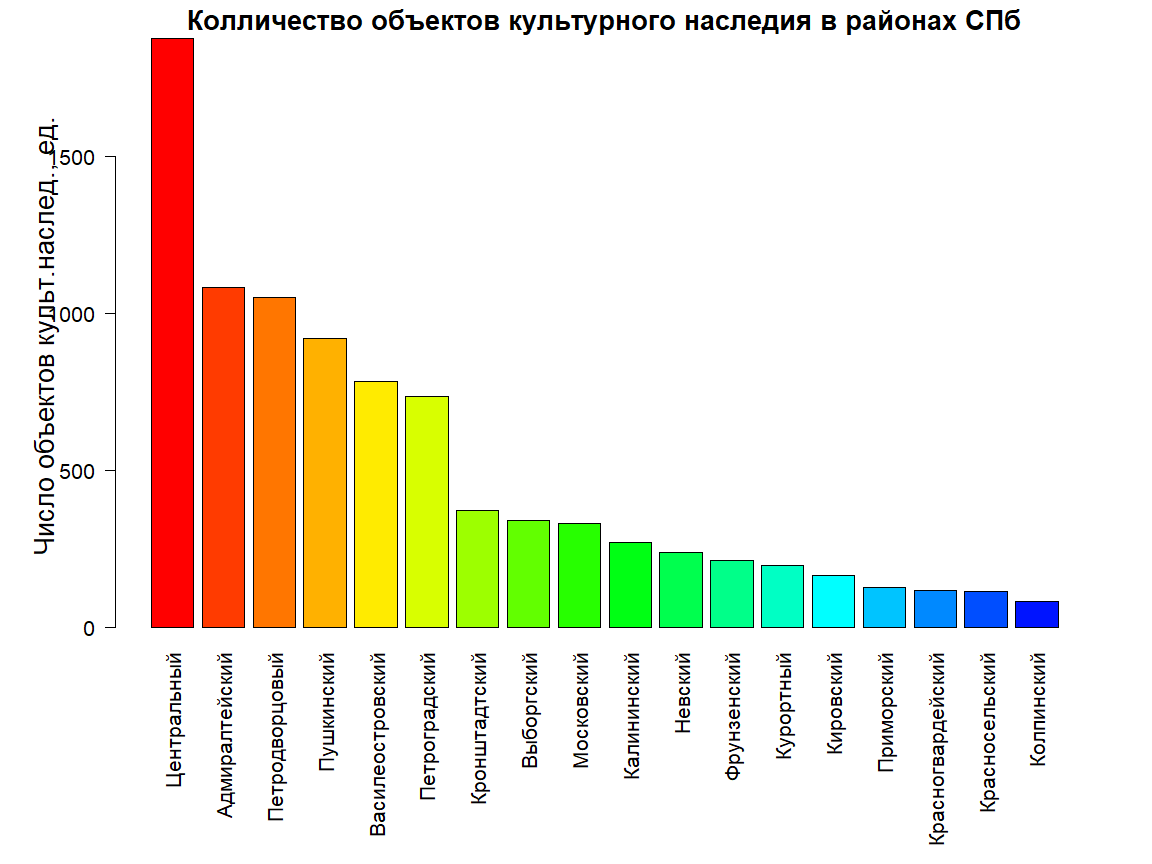 Колличество объектов культурного наследия в районах СПб
Число объектов культ.наслед., ед.
1500
1000
500
0
Центральный
Адмиралтейский
Петродворцовый
Пушкинский
Василеостровский
Петроградский
Кронштадтский
Выборгский
Московский
Калининский
Невский
Фрунзенский
Курортный
Кировский
Приморский
Красногвардейский
Красносельский
Колпинский